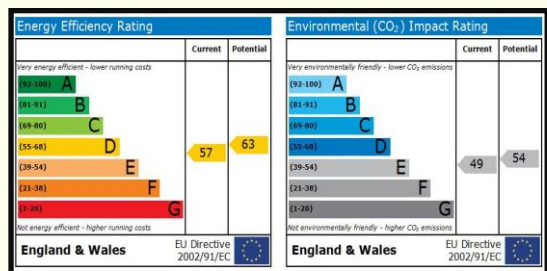 Energy Efficiency Rating
Current Potential
Very energy efficient - lower running costs
(92-100) A
(81-91) B
(69-80) C
(55-68) D
(39-54) E
(21-38) F
(1-20) G
57
63
Not energy efficient - higher running costs
England & Wales
EU Directive
2002/91/EC
Environmental (CO₂) Impact Rating
Current Potential
Very environmentally friendly - lower CO₂ emissions
(92-100) A
(81-91) B
(69-80) C
(55-68) D
(39-54) E
(21-38) F
(1-20) G
49
54
Not environmentally friendly - higher CO₂ emissions
England & Wales
EU Directive
2002/91/EC